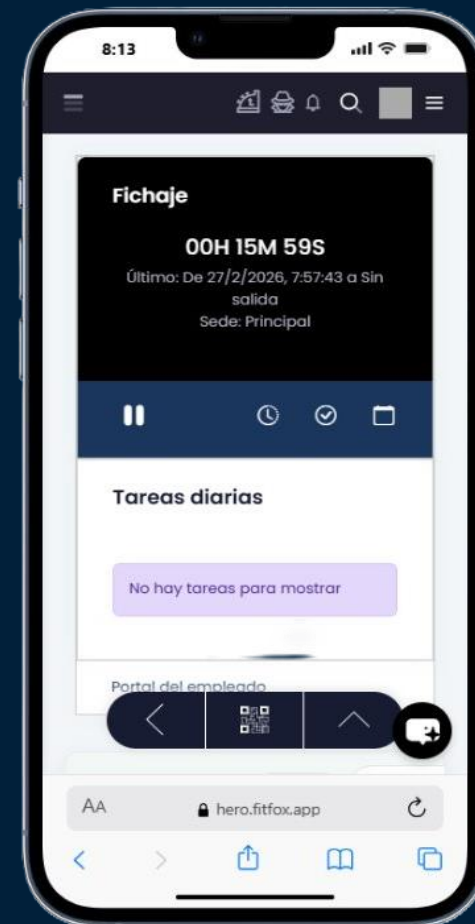 8:13
Fichaje
00H 15M 59S
Último: De 27/2/2026, 7:57:43 a Sin
salida
Sede: Principal
Tareas diarias
No hay tareas para mostrar
Portal del empleado
AA
hero.fitfox.app